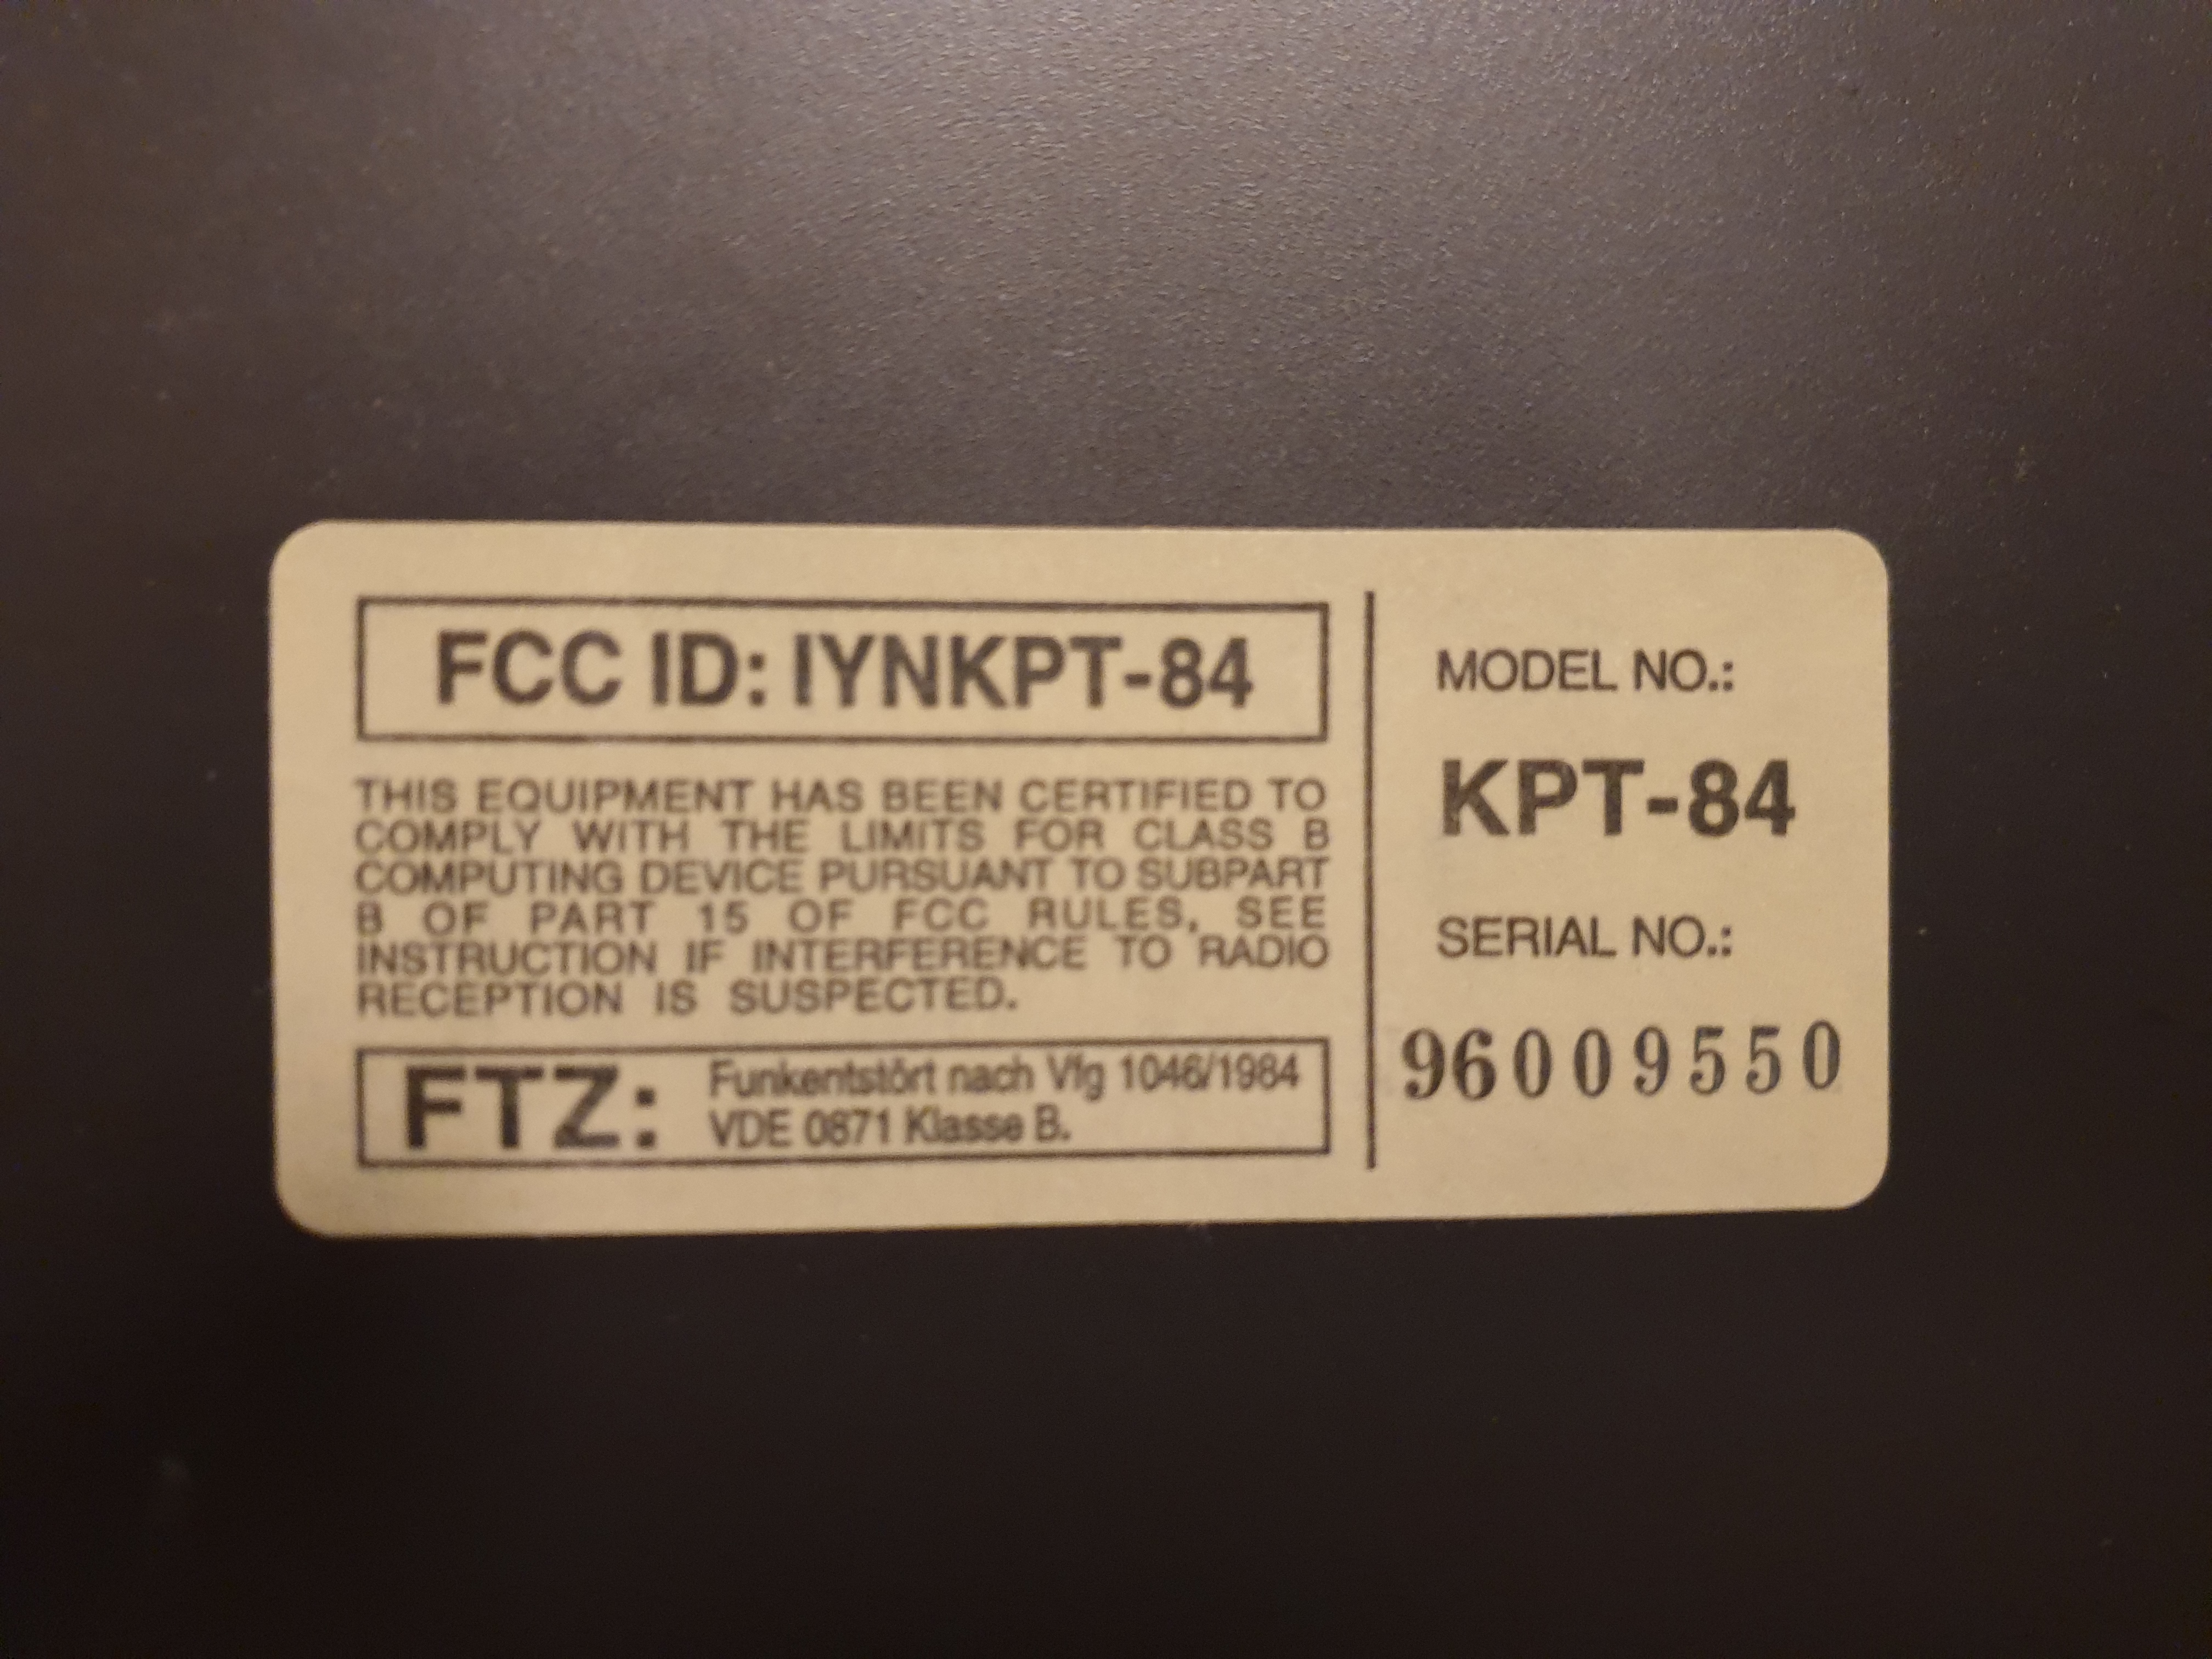 FCC ID: IYNKPT-84
THIS EQUIPMENT HAS BEEN CERTIFIED TO
COMPLY WITH THE LIMITS FOR CLASS B
COMPUTING DEVICE PURSUANT TO SUBPART
B OF PART 15 OF FCC RULES, SEE
INSTRUCTION IF INTERFERENCE TO RADIO
RECEPTION IS SUSPECTED.
FTZ:
Funkentstört nach Vfg 1046/1984
VDE 0871 Klasse B.
MODEL NO.:
KPT-84
SERIAL NO.:
96009550